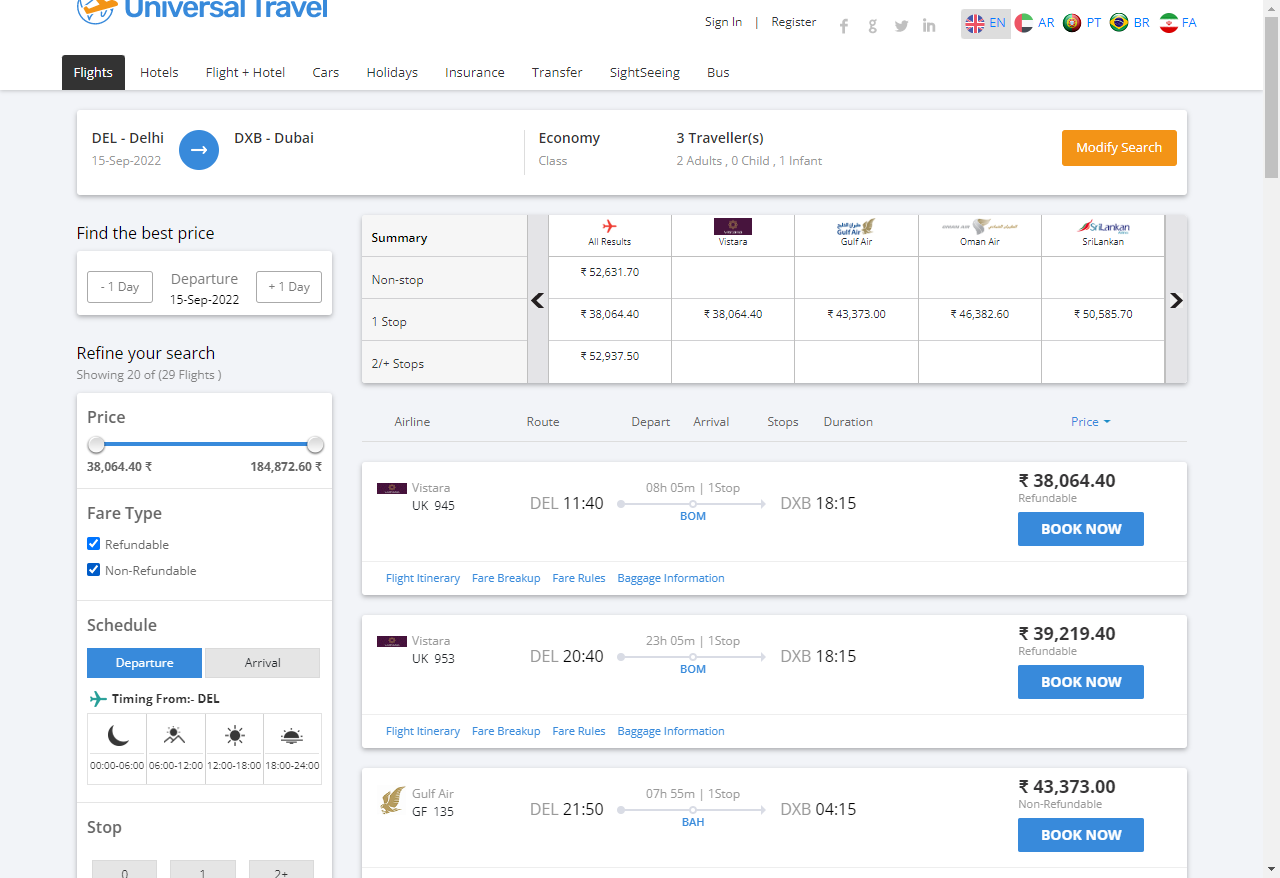 Universal Travel
Sign In | Register
EN AR PT BR FA
Flights Hotels Flight + Hotel Cars Holidays Insurance Transfer SightSeeing Bus
DEL - Delhi → DXB - Dubai
15-Sep-2022
Economy
Class
3 Traveller(s)
2 Adults , 0 Child , 1 Infant
Modify Search
Find the best price
- 1 Day
Departure
15-Sep-2022
+ 1 Day
Refine your search
Showing 20 of (29 Flights )
Price
38,064.40 ₹ 184,872.60 ₹
Fare Type
Refundable
Non-Refundable
Schedule
Departure Arrival
Timing From:- DEL
00:00-06:00 06:00-12:00 12:00-18:00 18:00-24:00
Stop
0 1 2+
Summary All Results Vistara Gulf Air Oman Air SriLankan
Non-stop ₹ 52,631.70
1 Stop ₹ 38,064.40 ₹ 38,064.40 ₹ 43,373.00 ₹ 46,382.60 ₹ 50,585.70
2/+ Stops ₹ 52,937.50
Airline Route Depart Arrival Stops Duration Price
Vistara
UK 945
DEL 11:40
08h 05m | 1Stop
BOM
DXB 18:15
₹ 38,064.40
Refundable
BOOK NOW
Flight Itinerary Fare Breakup Fare Rules Baggage Information
Vistara
UK 953
DEL 20:40
23h 05m | 1Stop
BOM
DXB 18:15
₹ 39,219.40
Refundable
BOOK NOW
Flight Itinerary Fare Breakup Fare Rules Baggage Information
Gulf Air
GF 135
DEL 21:50
07h 55m | 1Stop
BAH
DXB 04:15
₹ 43,373.00
Non-Refundable
BOOK NOW